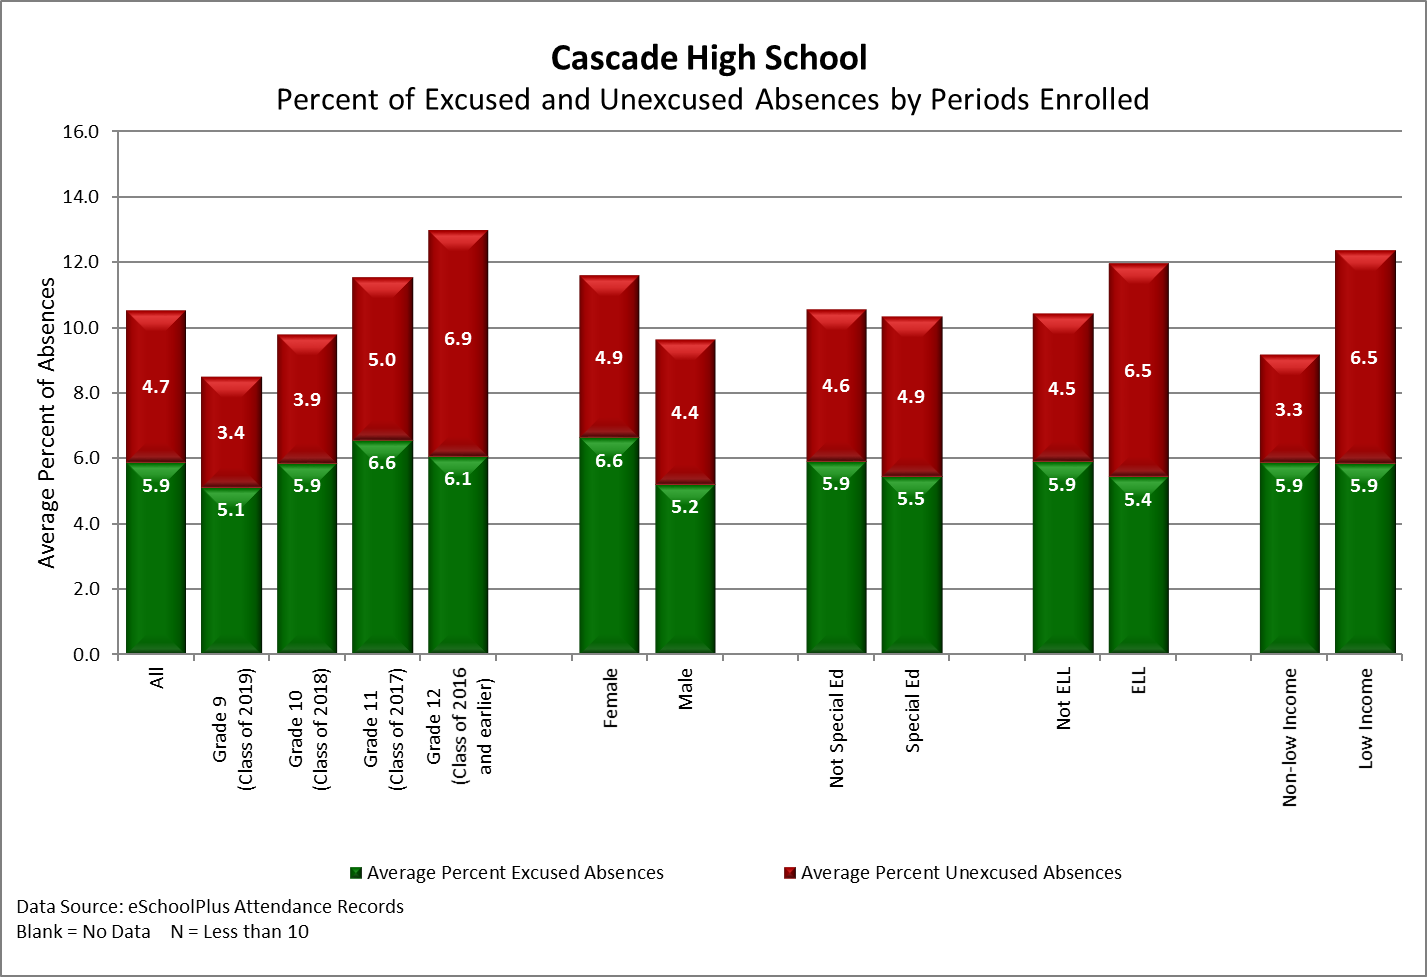 Cascade High School
Percent of Excused and Unexcused Absences by Periods Enrolled
Average Percent of Absences
16.0
14.0
12.0
10.0
8.0
6.0
4.0
2.0
0.0
4.7
3.4
3.9
5.0
6.9
4.9
4.4
4.6
4.9
4.5
6.5
3.3
6.5
5.9
5.1
5.9
6.6
6.1
6.6
5.2
5.9
5.5
5.9
5.4
5.9
5.9
All
Grade 9
(Class of 2019)
Grade 10
(Class of 2018)
Grade 11
(Class of 2017)
Grade 12
(Class of 2016
and earlier)
Female
Male
Not Special Ed
Special Ed
Not ELL
ELL
Non-low Income
Low Income
Average Percent Excused Absences
Average Percent Unexcused Absences
Data Source: eSchoolPlus Attendance Records
Blank = No Data    N = Less than 10